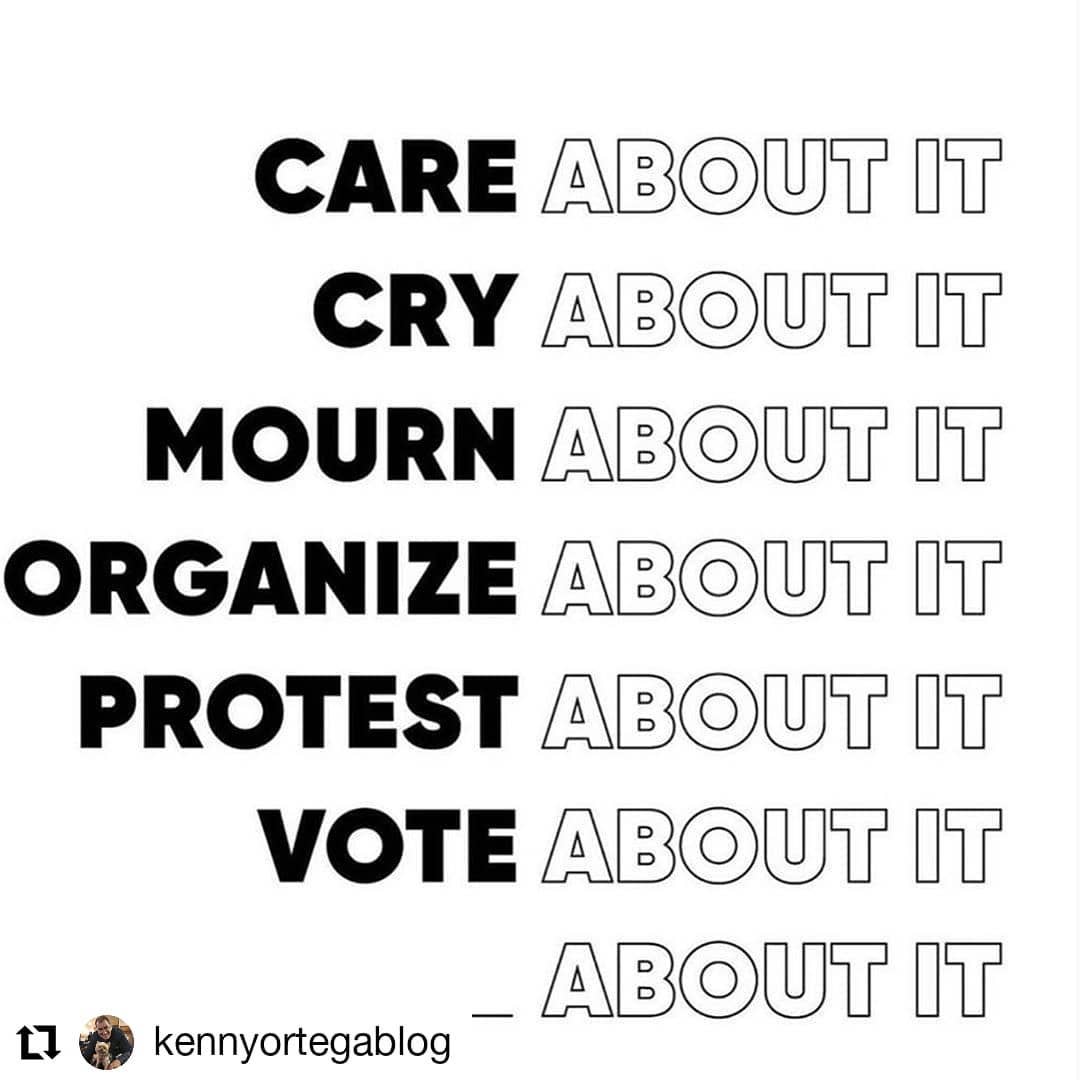 CARE ABOUT IT
CRY ABOUT IT
MOURN ABOUT IT
ORGANIZE ABOUT IT
PROTEST ABOUT IT
VOTE ABOUT IT
_ ABOUT IT
kennyortegablog